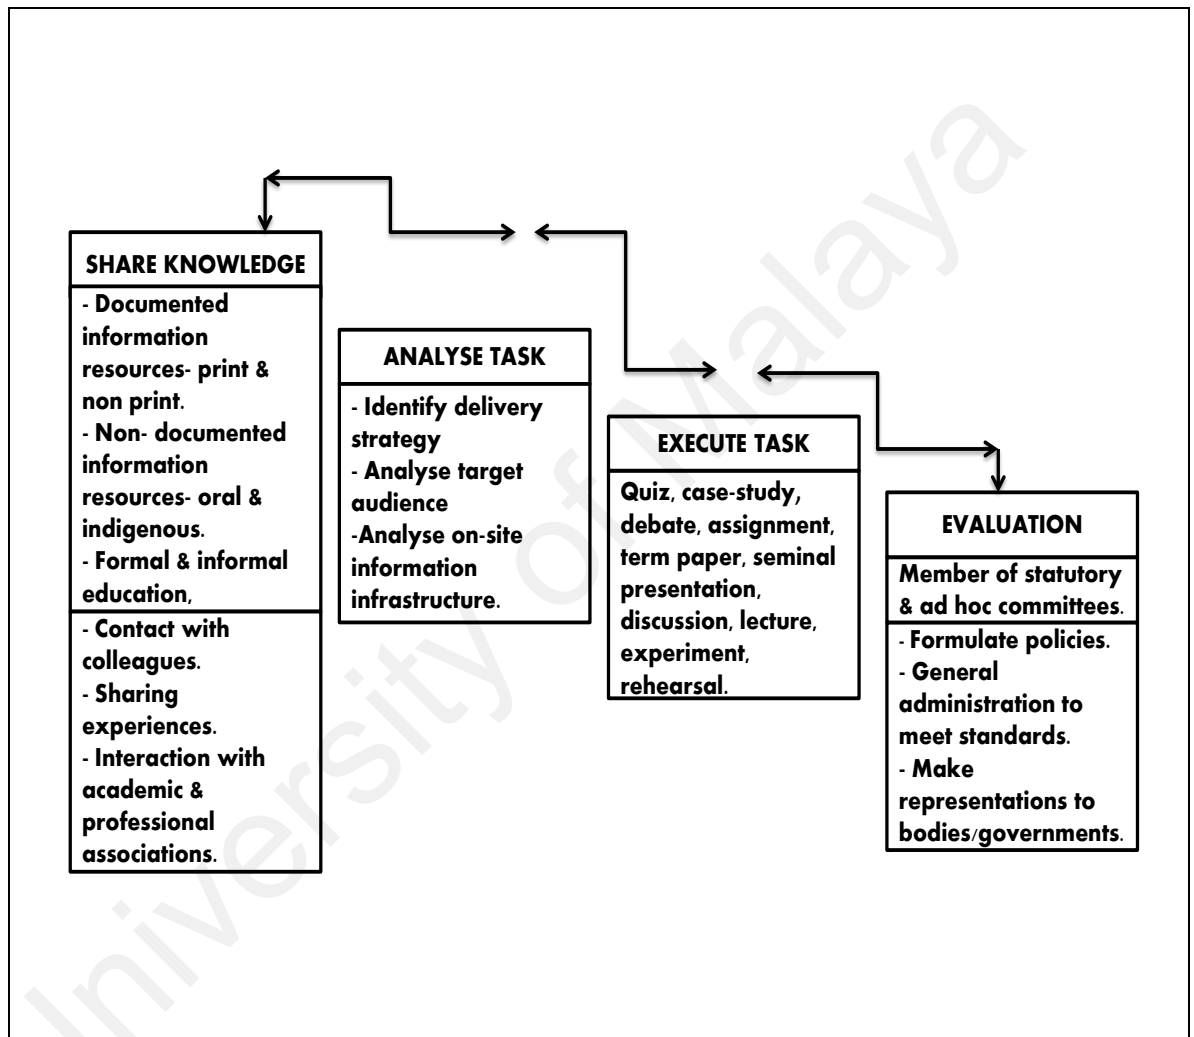 SHARE KNOWLEDGE
- Documented
information
resources- print &
non print.
- Non- documented
information
resources- oral &
indigenous.
- Formal & informal
education,
- Contact with
colleagues.
- Sharing
experiences.
- Interaction with
academic &
professional
associations.
ANALYSE TASK
- Identify delivery
strategy
- Analyse target
audience
-Analyse on-site
information
infrastructure.
EXECUTE TASK
Quiz, case-study,
debate, assignment,
term paper, seminal
presentation,
discussion, lecture,
experiment,
rehearsal.
EVALUATION
Member of statutory
& ad hoc committees.
- Formulate policies.
- General
administration to
meet standards.
- Make
representations to
bodies/governments.
niversity of Malaya